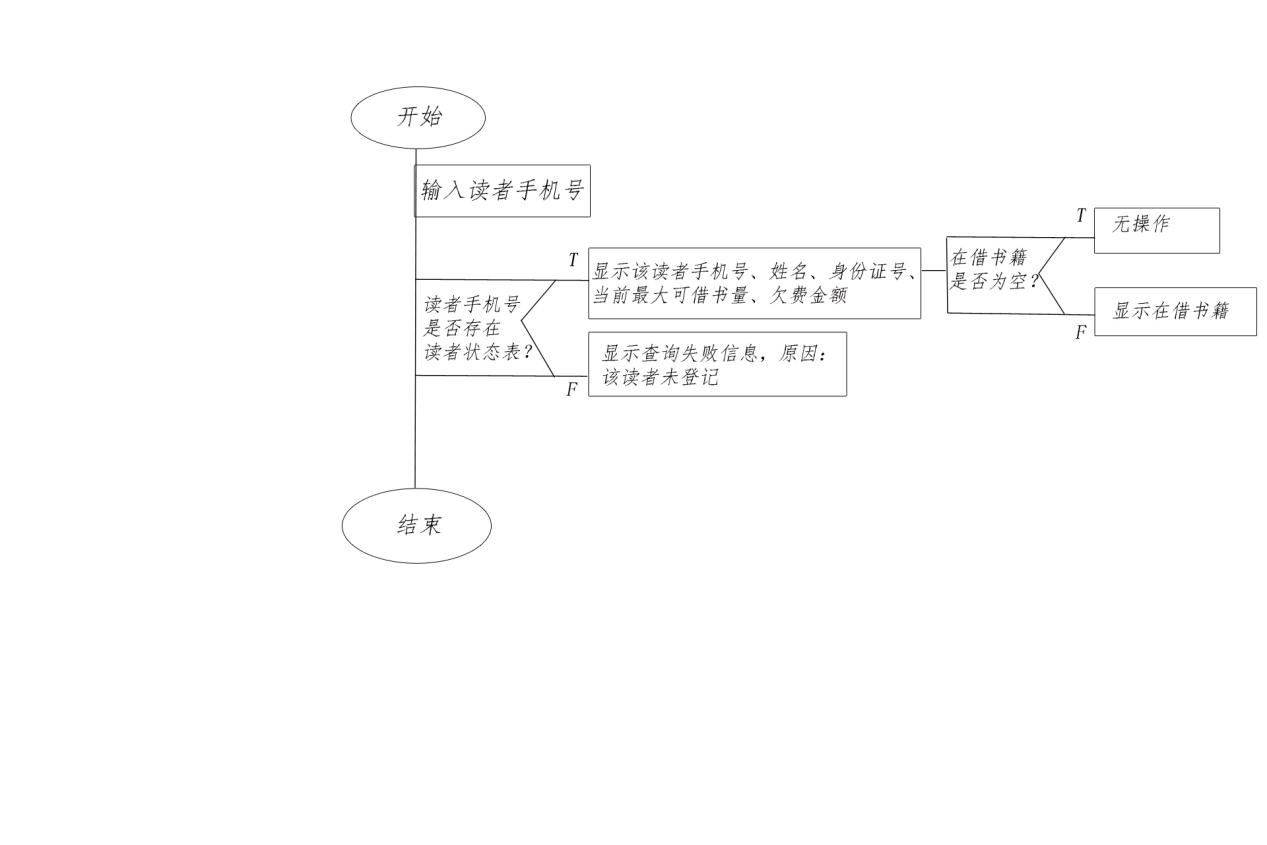 开始
输入读者手机号
T
显示该读者手机号、姓名、身份证号、
当前最大可借书量、欠费金额
在借书籍
是否为空？
T
无操作
F
显示在借书籍
读者手机号
是否存在
读者状态表？
F
显示查询失败信息，原因：
该读者未登记
结束